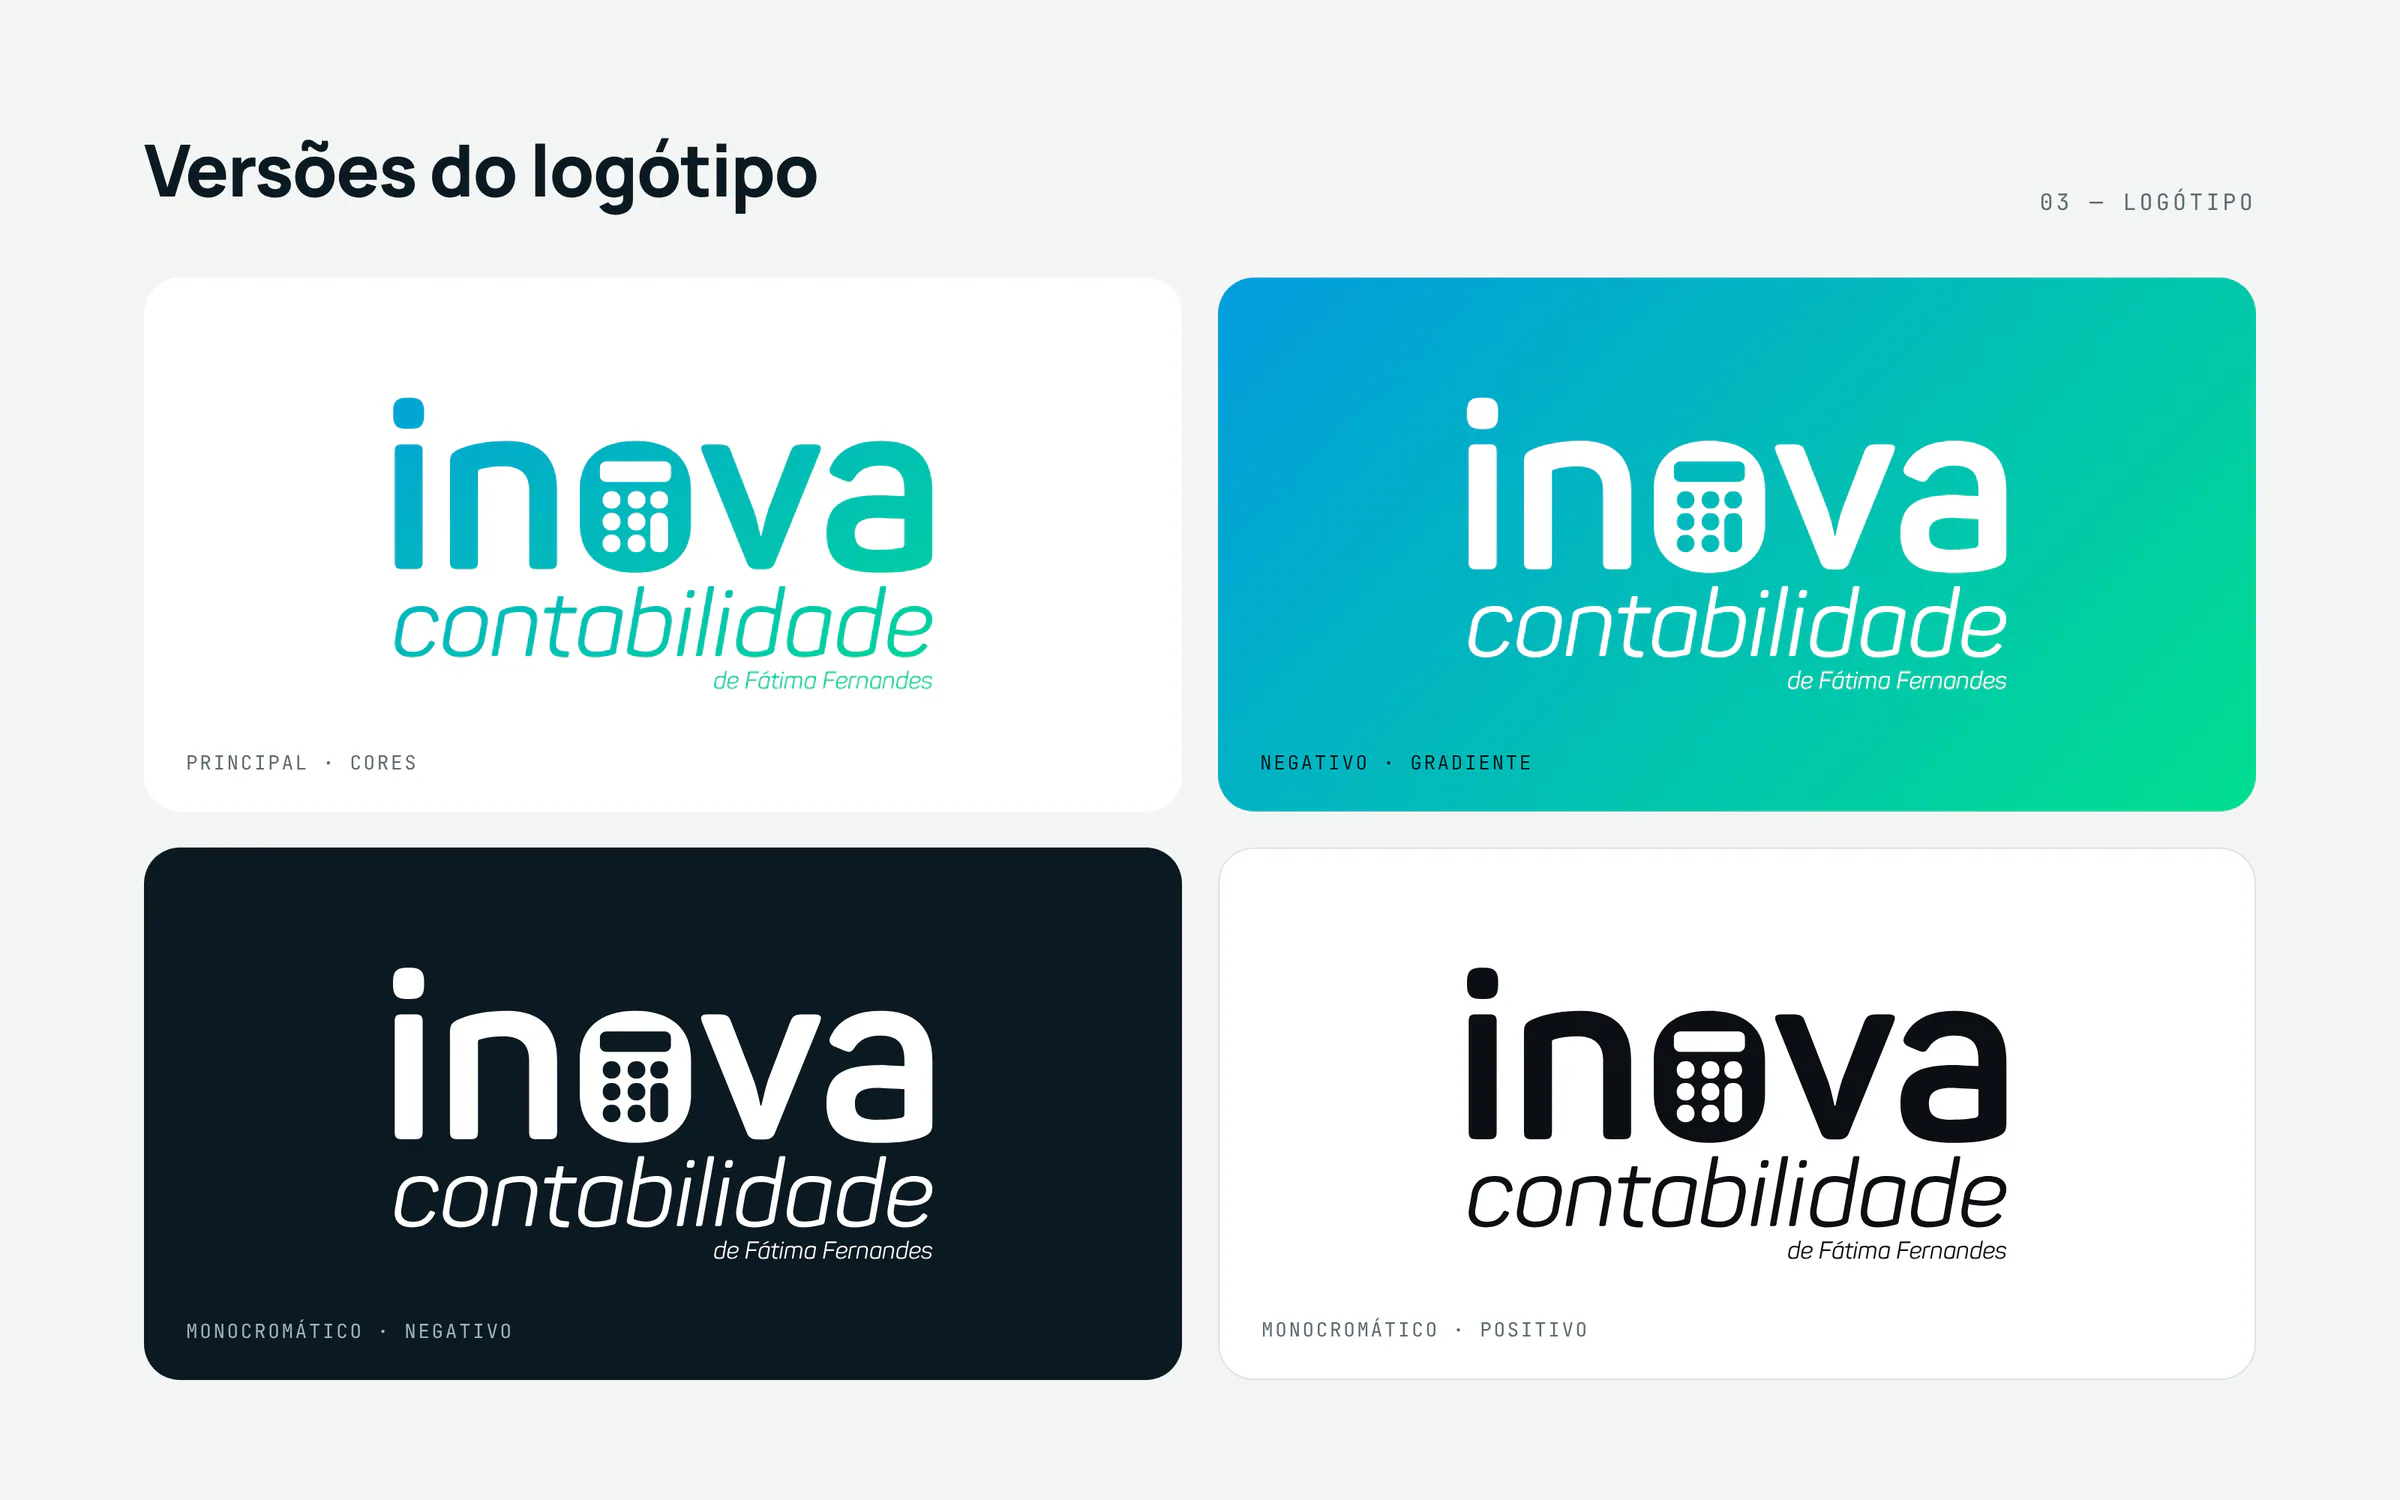 Versões do logótipo
03 — LOGÓTIPO
inova
contabilidade
de Fátima Fernandes
PRINCIPAL · CORES
inova
contabilidade
de Fátima Fernandes
NEGATIVO · GRADIENTE
inova
contabilidade
de Fátima Fernandes
MONOCROMÁTICO · NEGATIVO
inova
contabilidade
de Fátima Fernandes
MONOCROMÁTICO · POSITIVO